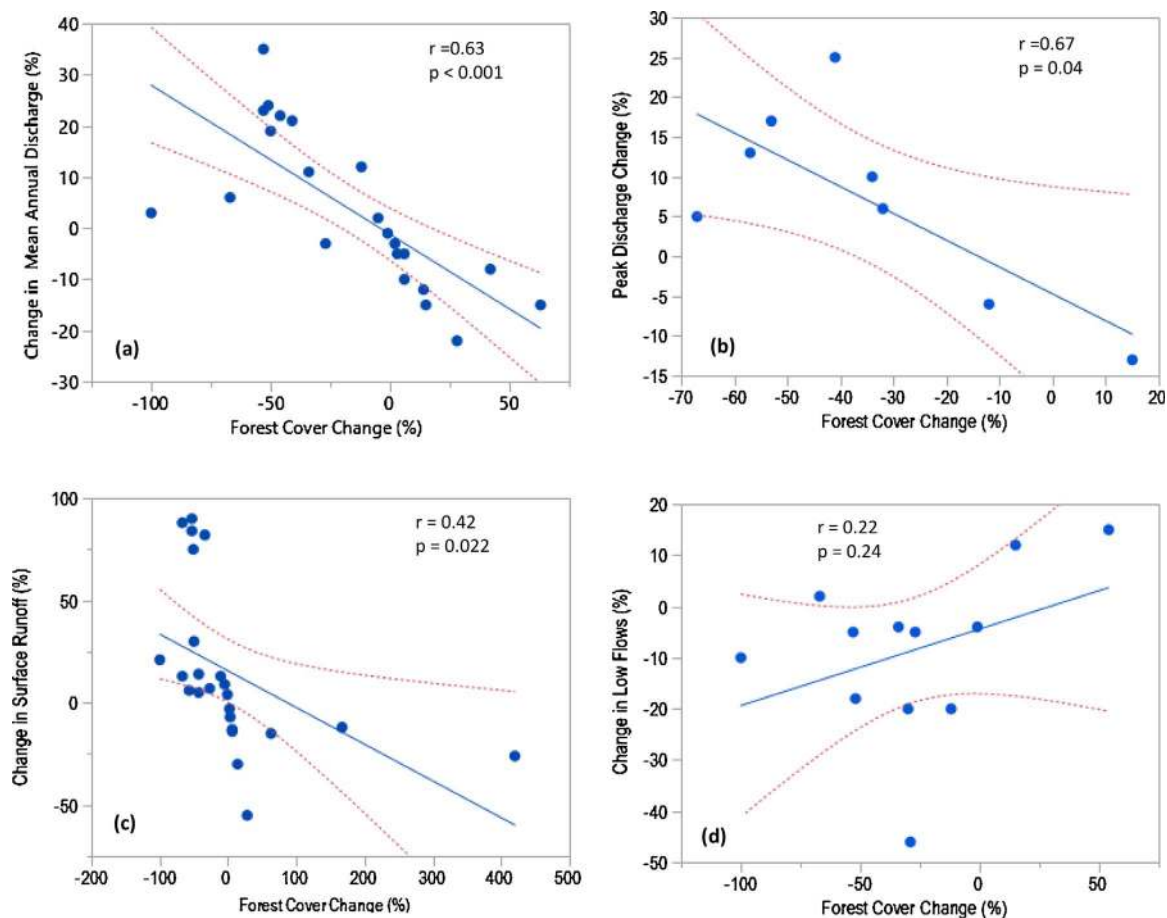 40
30
20
10
0
-10
-20
-30
Change in Mean Annual Discharge (%)
r =0.63
p < 0.001
(a)
-100
-50
0
50
Forest Cover Change (%)
30
25
20
15
10
5
0
-5
-10
-15
Peak Discharge Change (%)
r =0.67
p = 0.04
(b)
-70
-60
-50
-40
-30
-20
-10
0
10
20
Forest Cover Change (%)
100
50
0
-50
Change in Surface Runoff (%)
r = 0.42
p = 0.022
(c)
-200
-100
0
100
200
300
400
500
Forest Cover Change (%)
20
10
0
-10
-20
-30
-40
-50
Change in Low Flows (%)
r = 0.22
p = 0.24
(d)
-100
-50
0
50
Forest Cover Change (%)